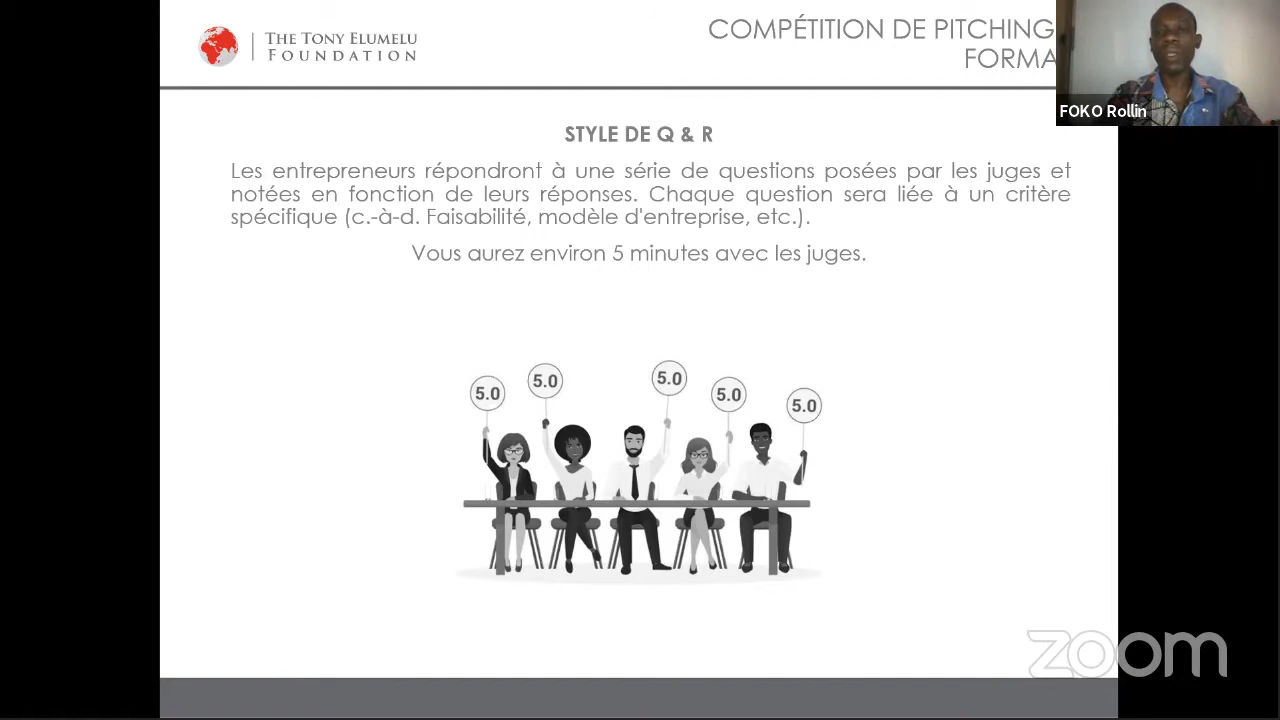 THE TONY ELUMELU
FOUNDATION
COMPÉTITION DE PITCHING
FORMA
FOKO Rollin
STYLE DE Q & R
Les entrepreneurs répondront à une série de questions posées par les juges et
notées en fonction de leurs réponses. Chaque question sera liée à un critère
spécifique (c.-à-d. Faisabilité, modèle d'entreprise, etc.).
Vous aurez environ 5 minutes avec les juges.
5.0
5.0
5.0
5.0
5.0
zoom